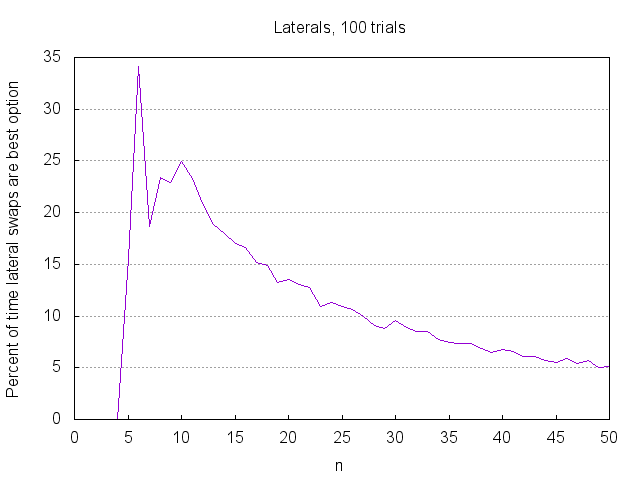 Laterals, 100 trials
Percent of time lateral swaps are best option
35
30
25
20
15
10
5
0
0 5 10 15 20 25 30 35 40 45 50
n